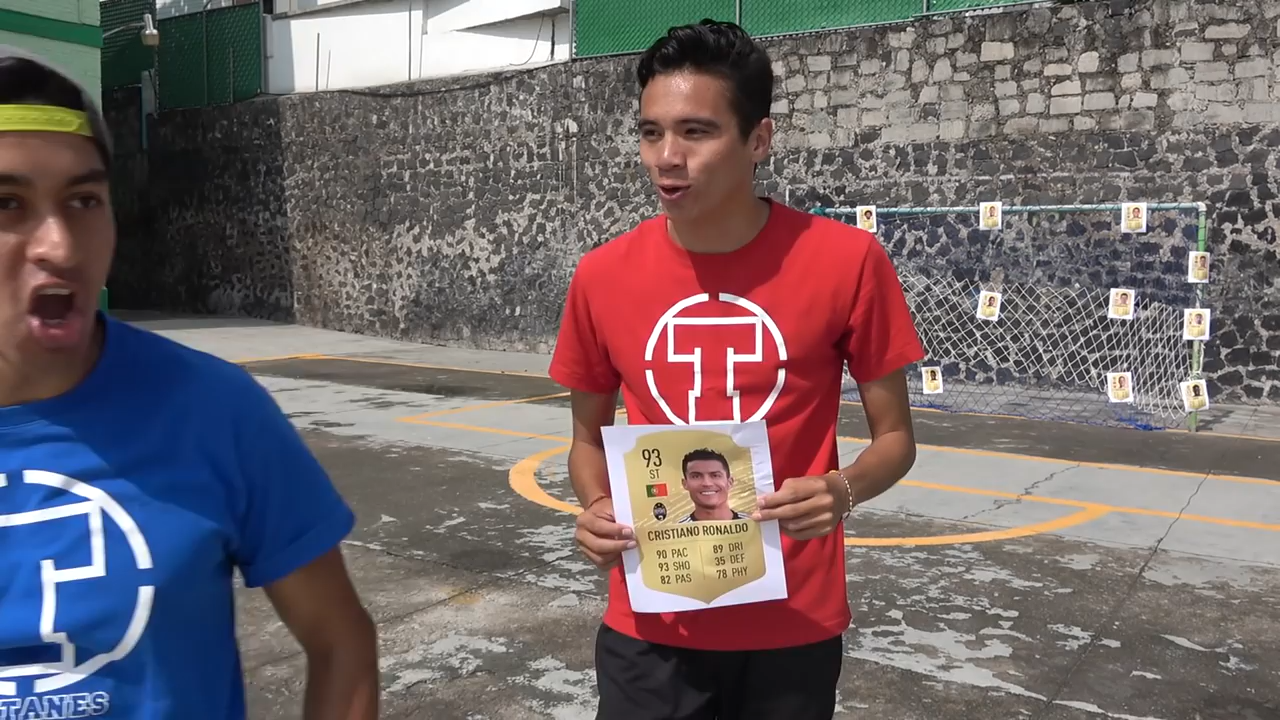 T
T
TANES
93
ST
CRISTIANO RONALDO
90 PAC 89 DRI
93 SHO 35 DEF
82 PAS 78 PHY